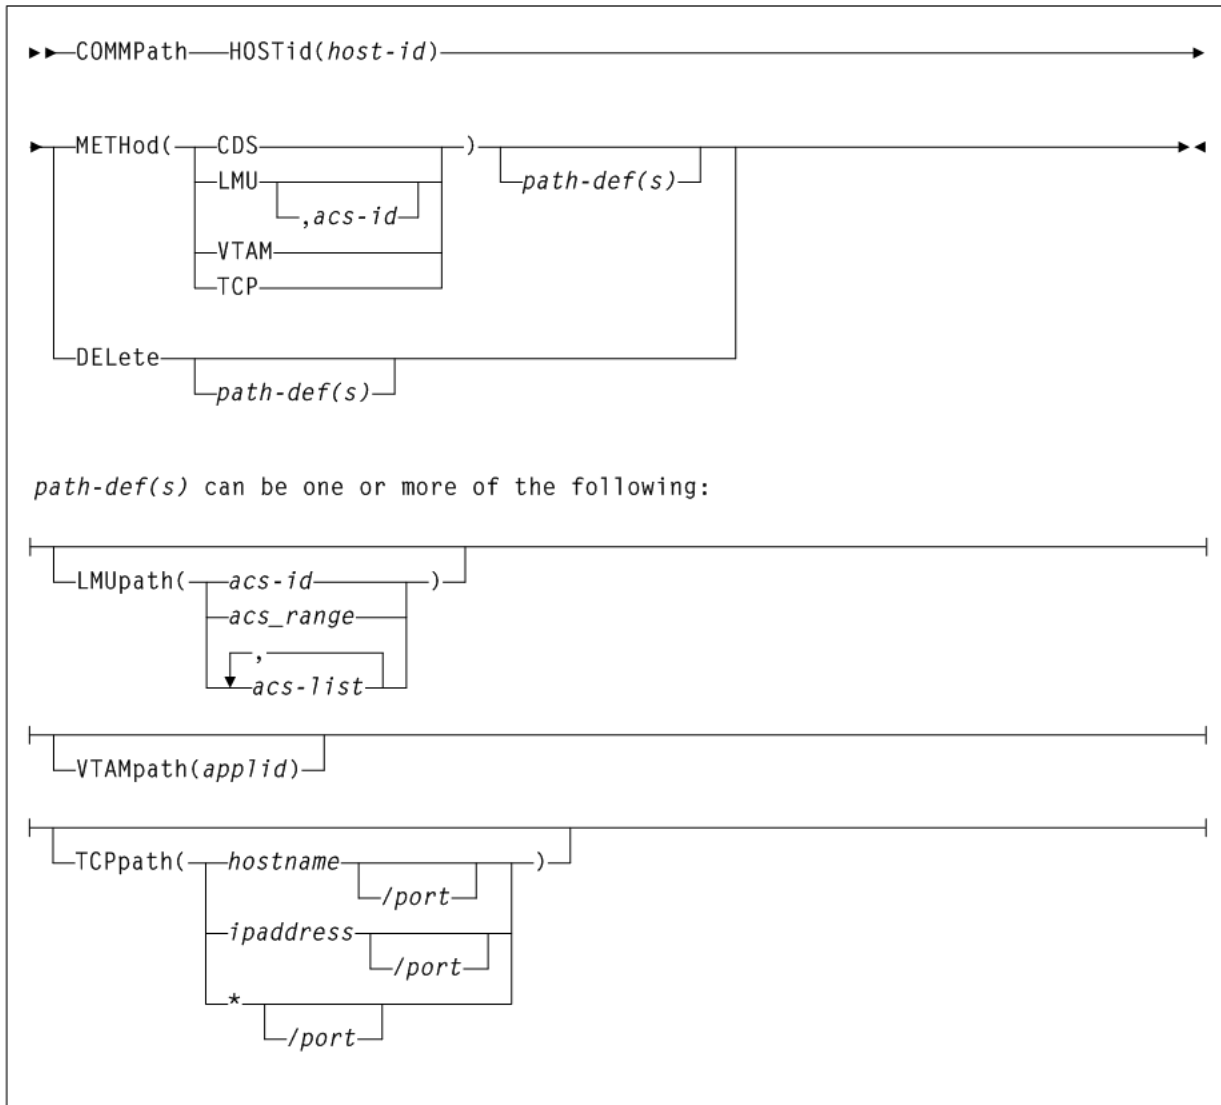 COMMPath HOSTid(host-id)
METHod( CDS ) path-def(s)
LMU ,acs-id
VTAM
TCP
DELete path-def(s)
path-def(s) can be one or more of the following:
LMUpath( acs-id )
acs_range
,
acs-list
VTAMpath(applid)
TCPpath( hostname /port )
ipaddress /port
* /port